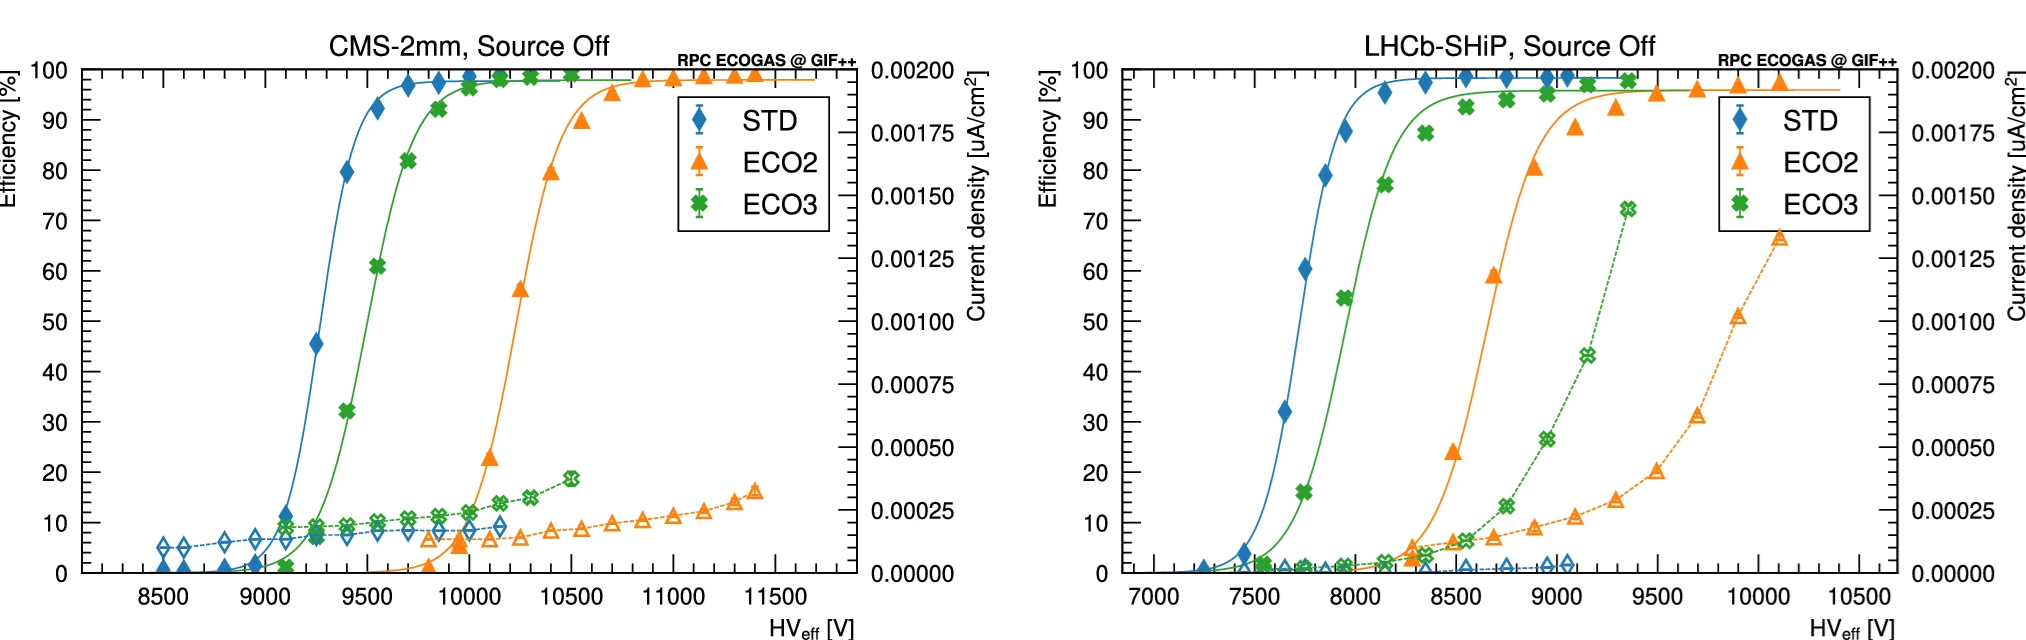 CMS-2mm, Source Off
RPC ECOGAS @ GIF++
Efficiency [%]
100
90
80
70
60
50
40
30
20
10
0
STD
ECO2
ECO3
0.00200
0.00175
0.00150
0.00125
0.00100
0.00075
0.00050
0.00025
0.00000
Current density [uA/cm²]
8500 9000 9500 10000 10500 11000 11500
HVeff [V]
LHCb-SHiP, Source Off
RPC ECOGAS @ GIF++
Efficiency [%]
100
90
80
70
60
50
40
30
20
10
0
STD
ECO2
ECO3
0.00200
0.00175
0.00150
0.00125
0.00100
0.00075
0.00050
0.00025
0.00000
Current density [uA/cm²]
7000 7500 8000 8500 9000 9500 10000 10500
HVeff [V]